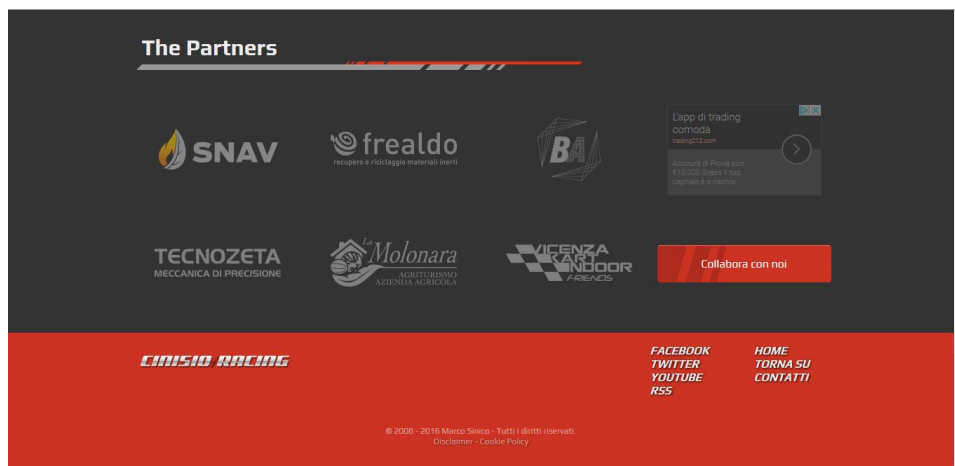 The Partners
SNAV
frealdo
recupero e riciclaggio materiali inerti
BA
L'app di trading
comoda
trading212.com
Account di Prova con
€10,000 Gratis Il tuo
capitale è a rischio
TECNOZETA
MECCANICA DI PRECISIONE
La Molonara
AGRITURISMO
AZIENDA AGRICOLA
VICENZA
KART
INDOOR
FRIENDS
Collabora con noi
CINISIO RACING
FACEBOOK
TWITTER
YOUTUBE
RSS
HOME
TORNA SU
CONTATTI
© 2008 - 2016 Marco Sinico - Tutti i diritti riservati.
Disclaimer - Cookie Policy